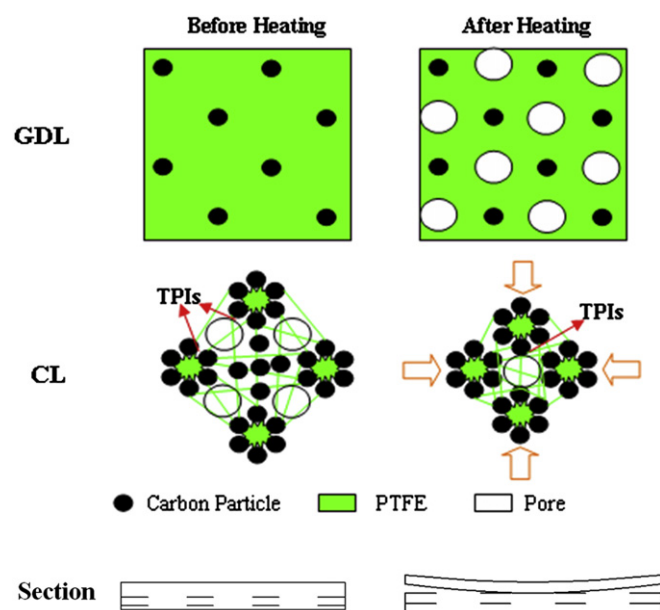 Before Heating
After Heating
GDL
TPIs
TPIs
CL
Carbon Particle
PTFE
Pore
Section